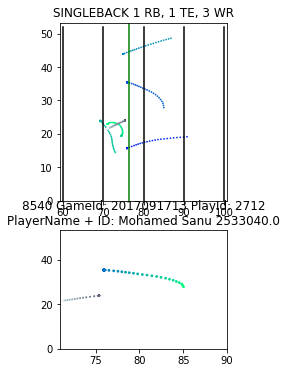 SINGLEBACK 1 RB, 1 TE, 3 WR
50
40
30
20
10
0
60 70 80 90 100
8540 GameId: 2017091713 PlayId: 2712
PlayerName + ID: Mohamed Sanu 2533040.0
40
20
0
75 80 85 90